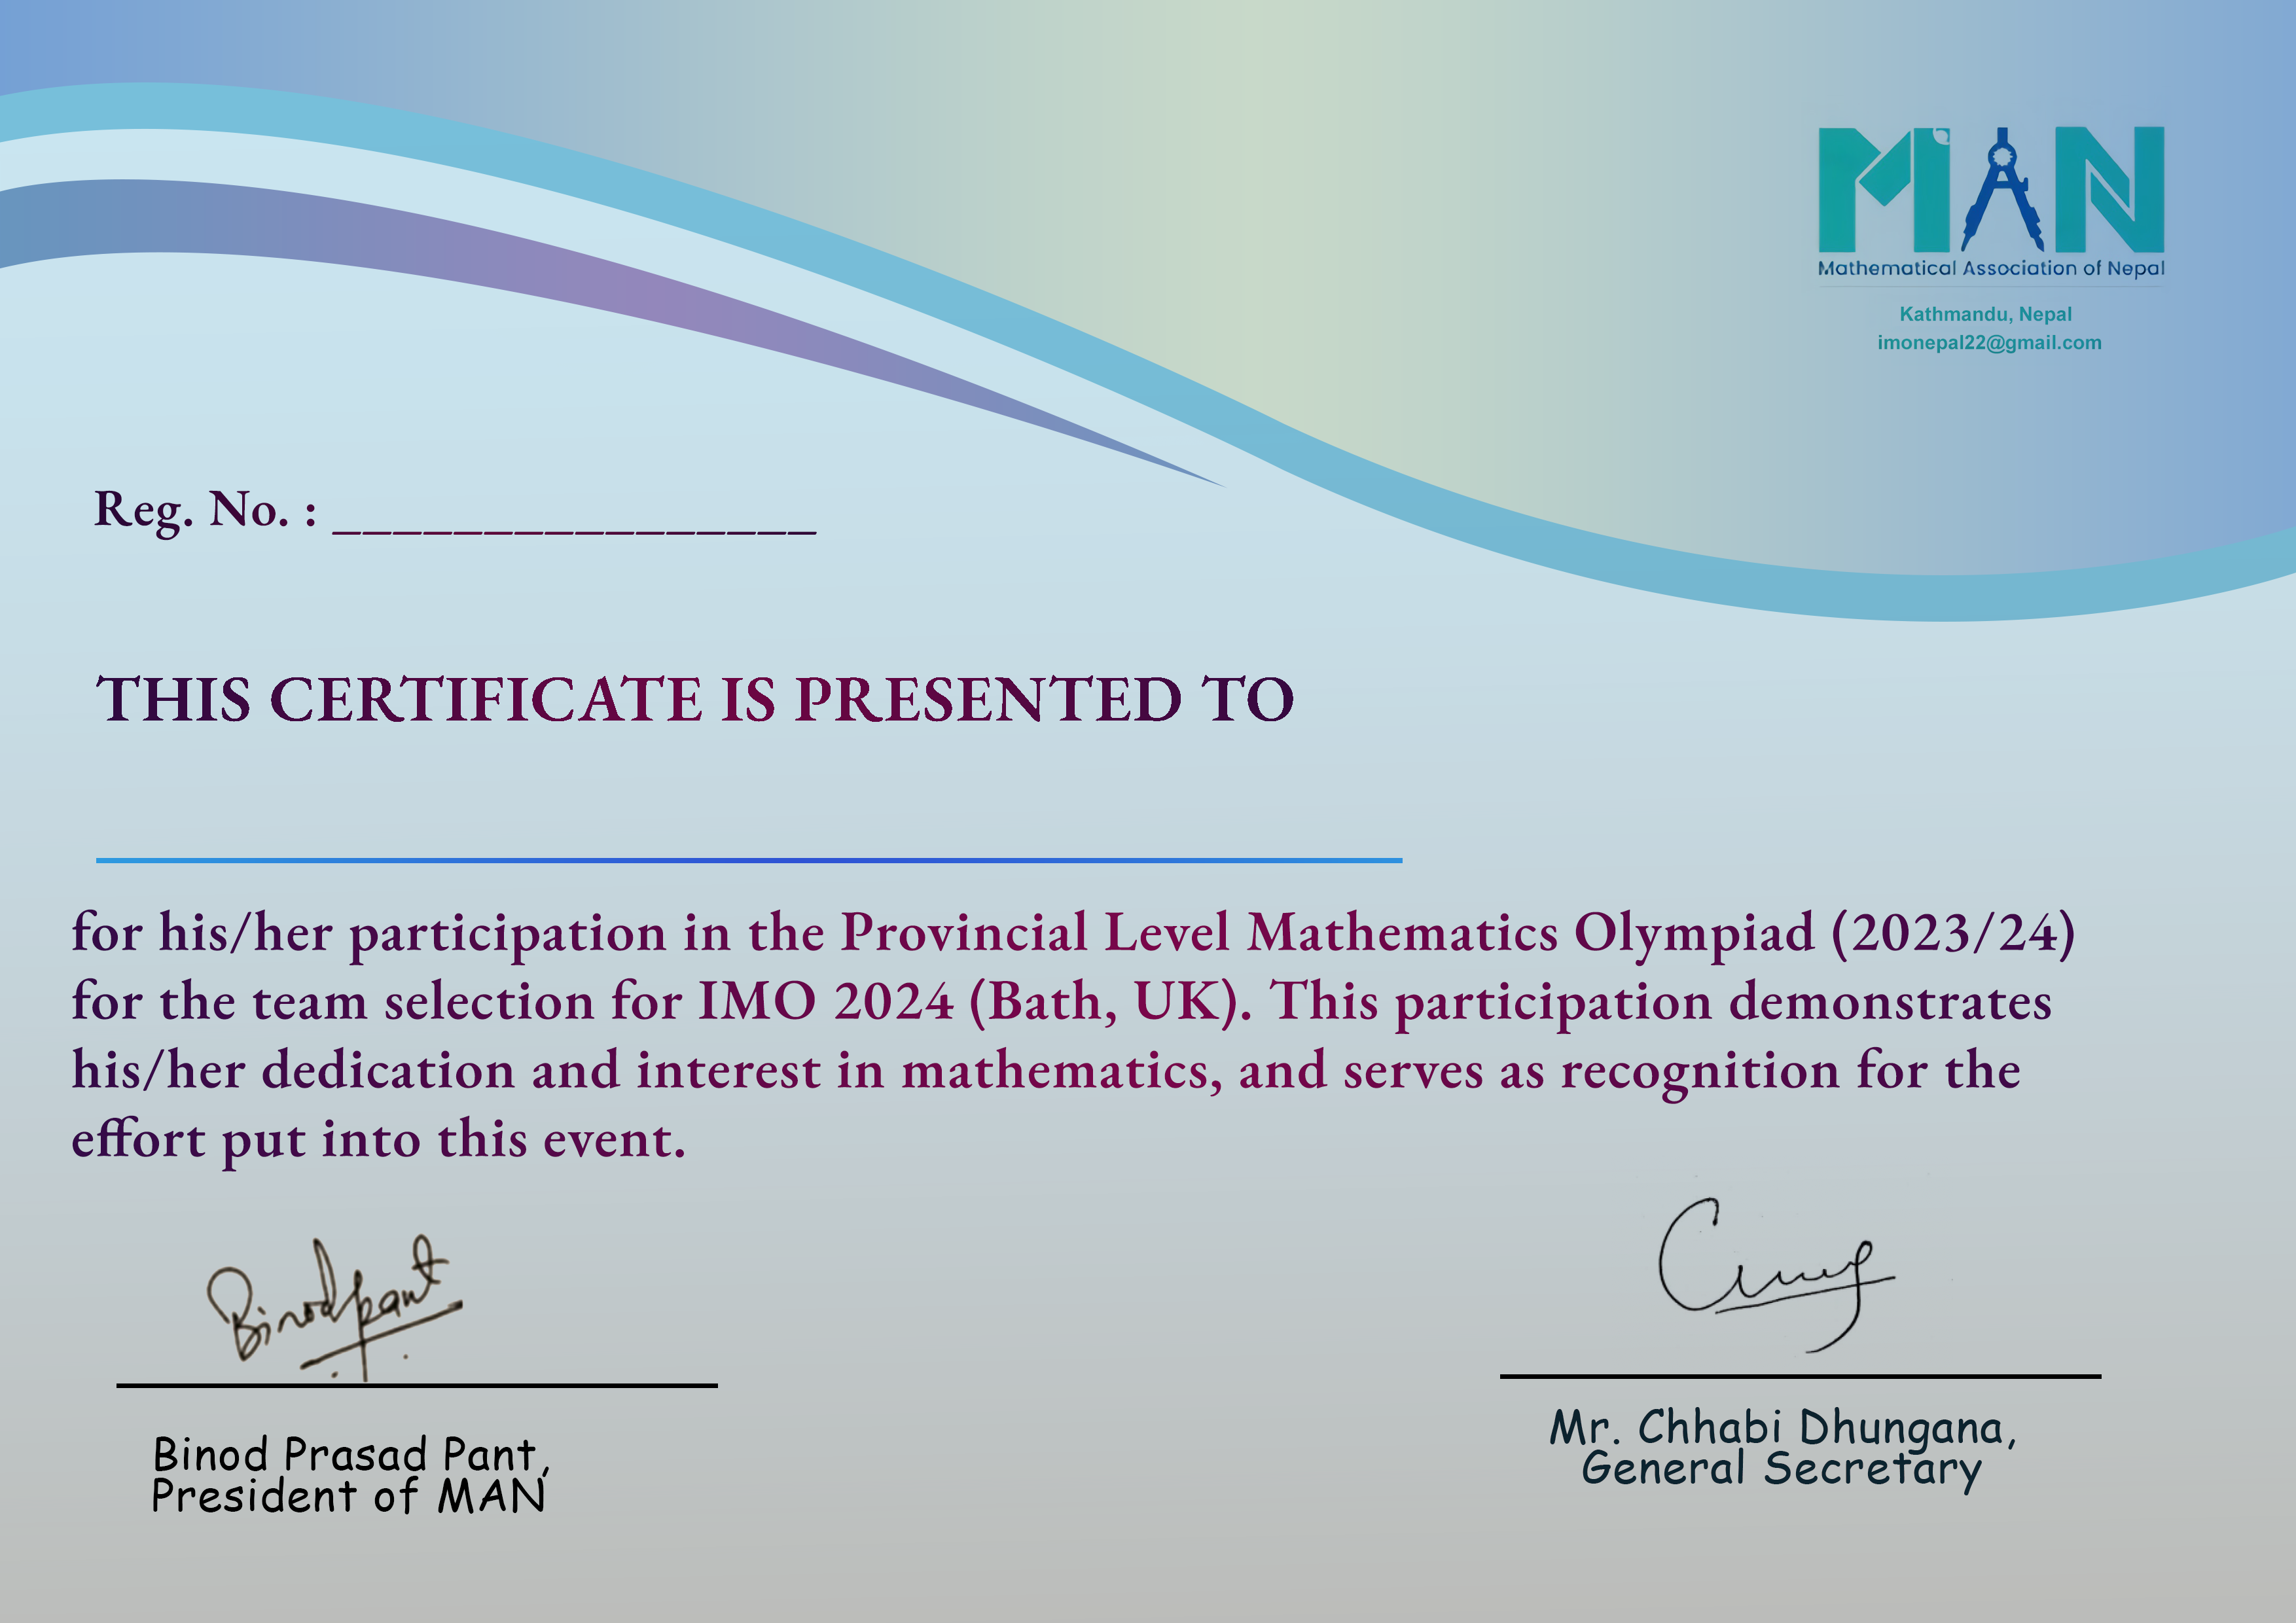 MAN
Mathematical Association of Nepal
Kathmandu, Nepal
imonepal22@gmail.com
Reg. No. : ________________
THIS CERTIFICATE IS PRESENTED TO
for his/her participation in the Provincial Level Mathematics Olympiad (2023/24)
for the team selection for IMO 2024 (Bath, UK). This participation demonstrates
his/her dedication and interest in mathematics, and serves as recognition for the
effort put into this event.
Binod pant
Binod Prasad Pant,
President of MAN
Mr. Chhabi Dhungana,
General Secretary